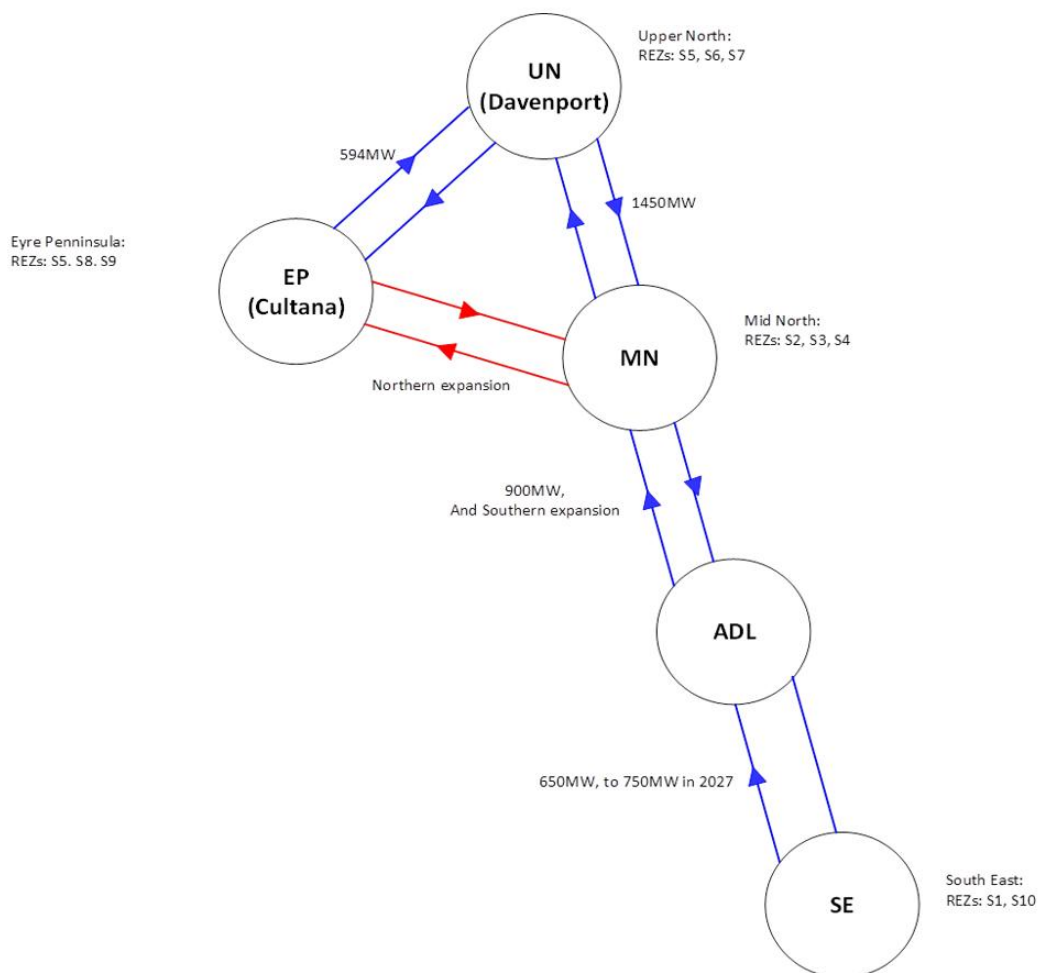 Upper North:
REZs: S5, S6, S7
UN
(Davenport)
594MW
1450MW
Eyre Penninsula:
REZs: S5. S8. S9
EP
(Cultana)
Mid North:
REZs: S2, S3, S4
MN
Northern expansion
900MW,
And Southern expansion
ADL
650MW, to 750MW in 2027
South East:
REZs: S1, S10
SE